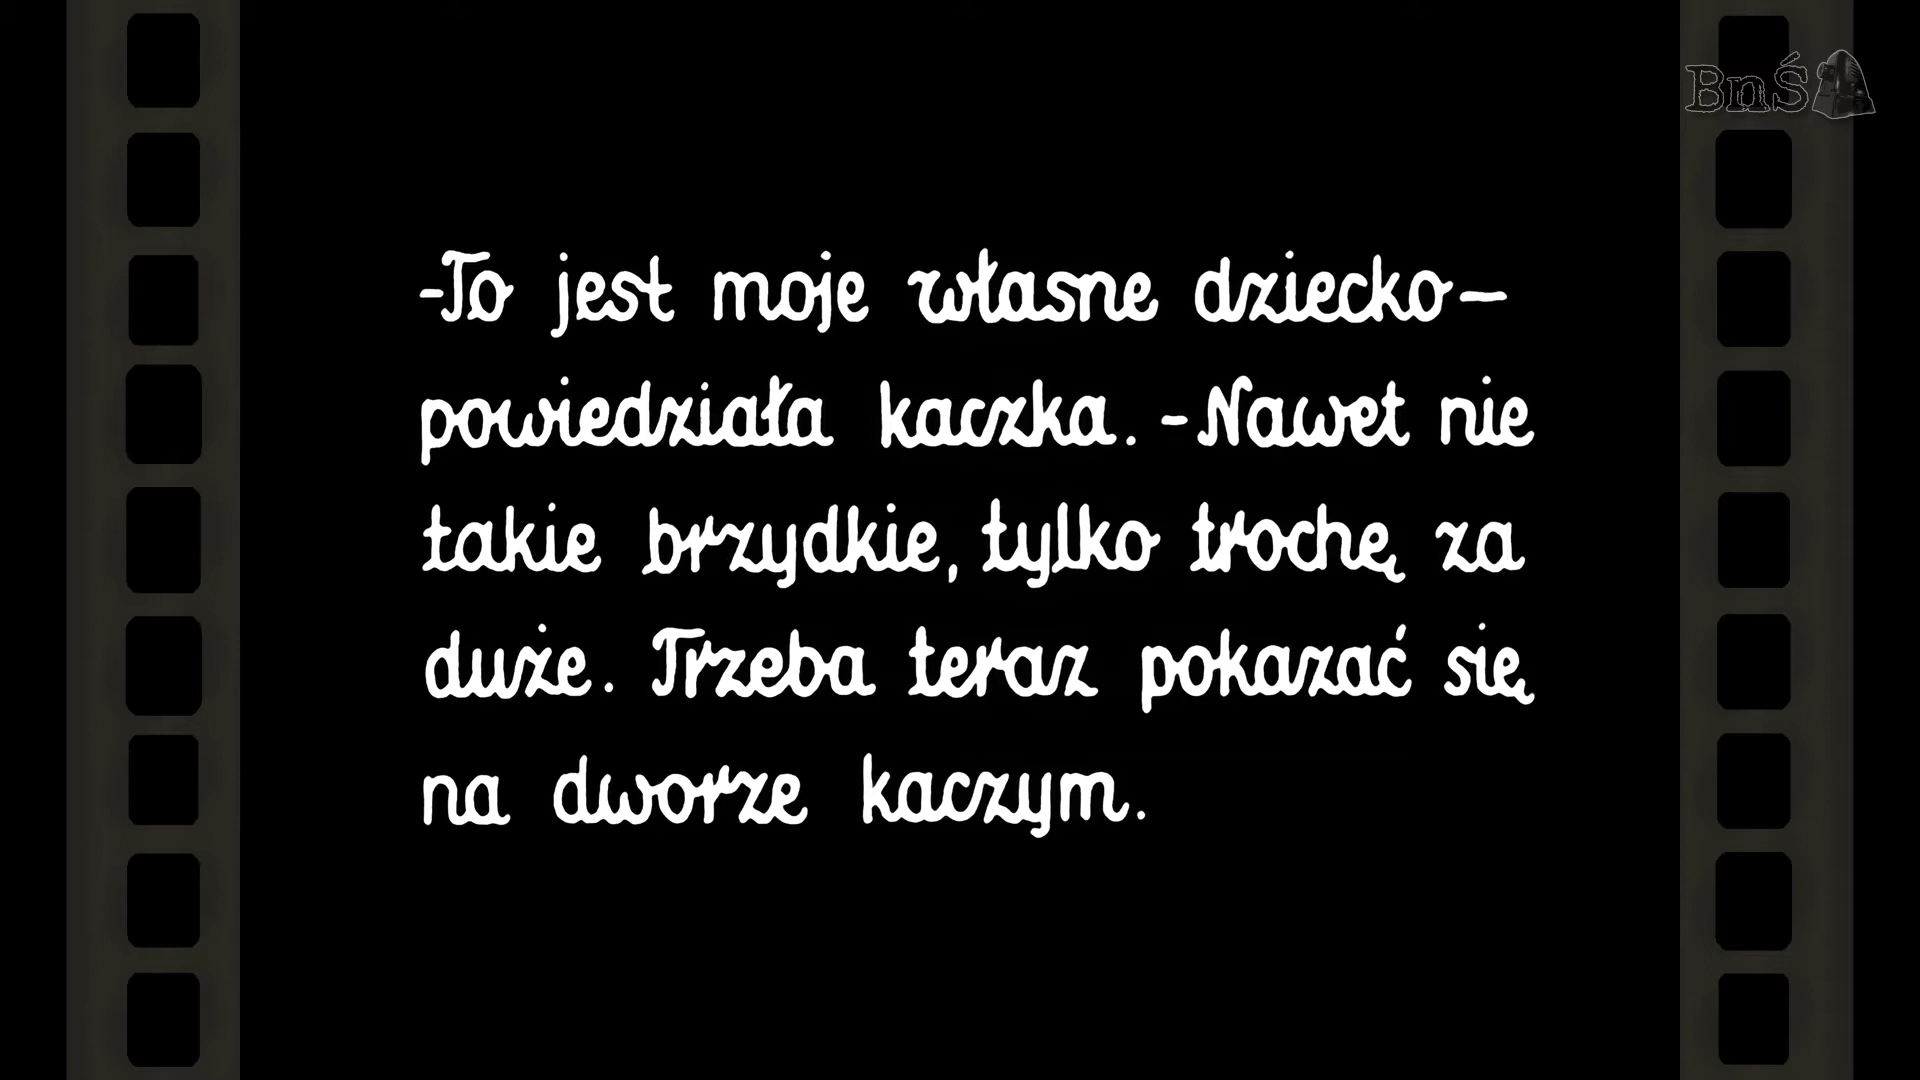 BnŚ
-To jest moje własne dziecko—
powiedziała kaczka. -Nawet nie
takie brzydkie, tylko trochę za
duże. Trzeba teraz pokazać się
na dworze kaczym.